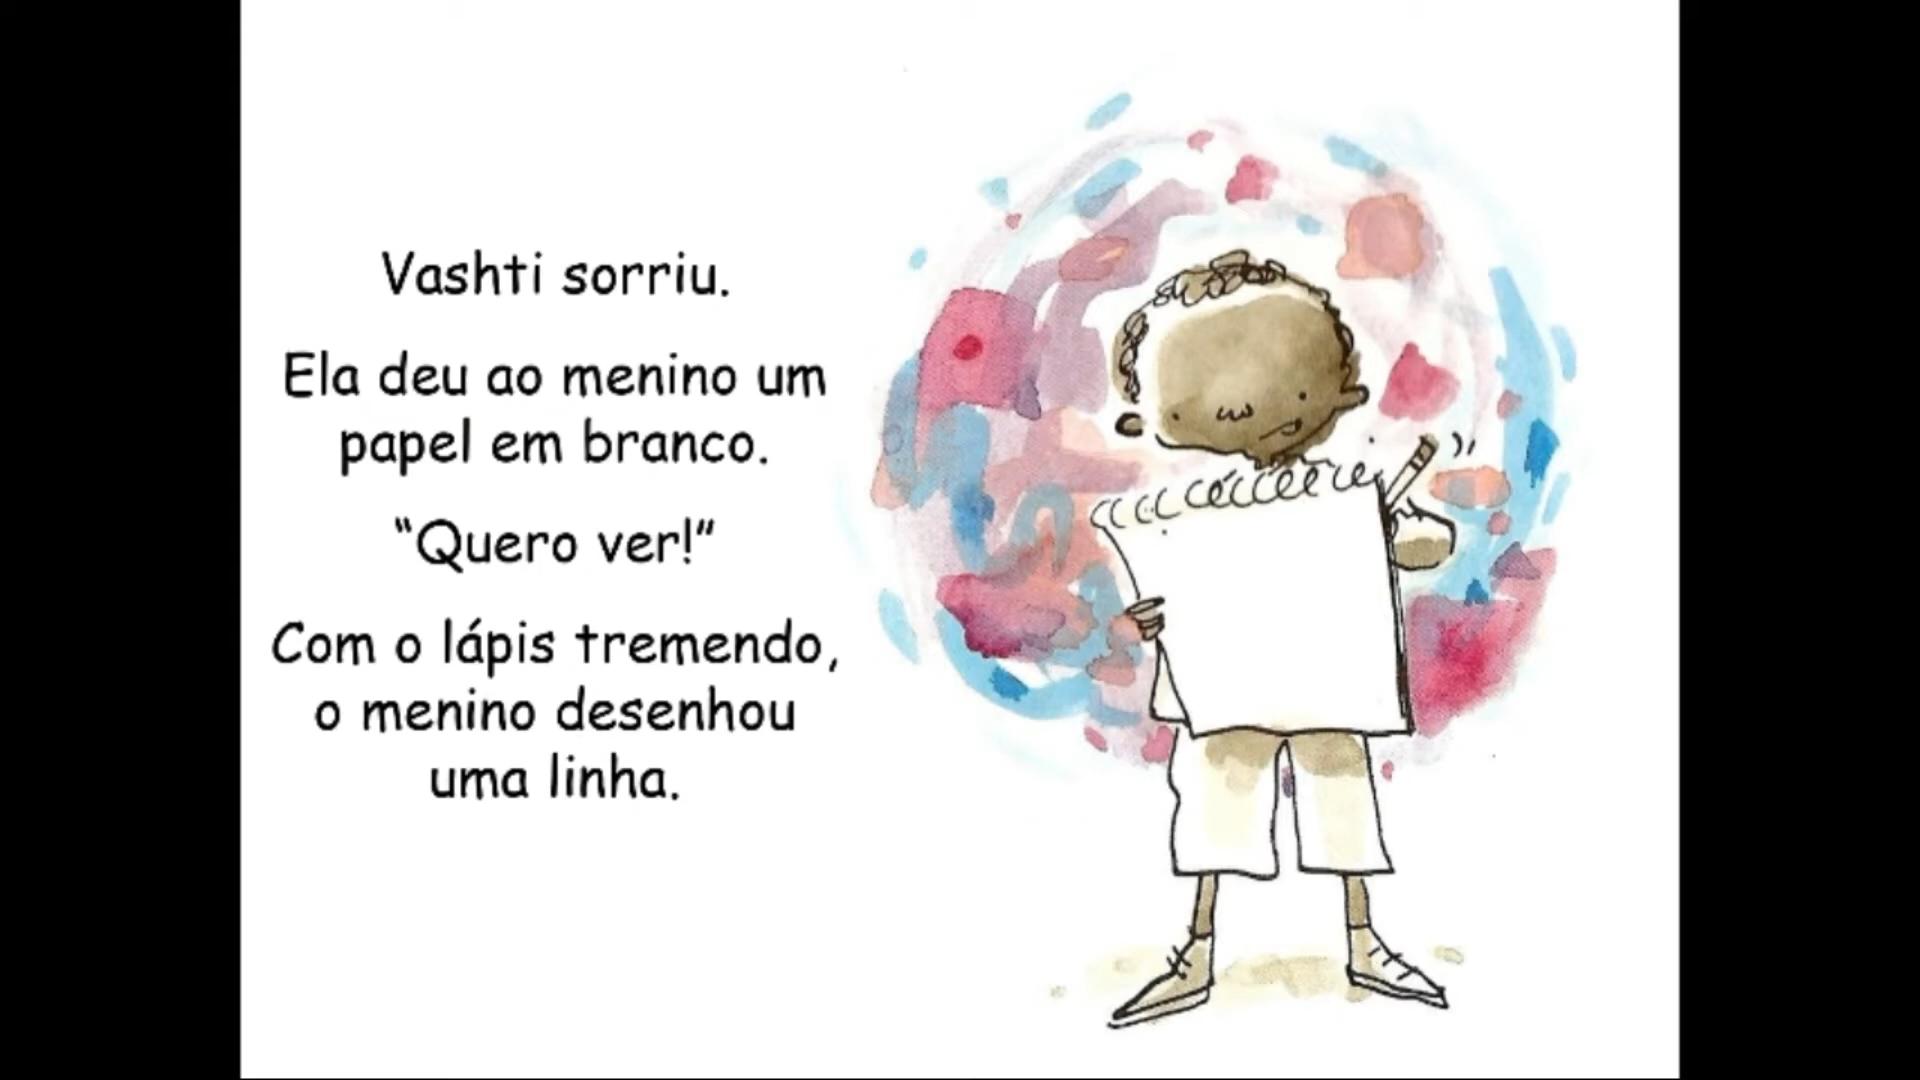 Vashti sorriu.
Ela deu ao menino um
papel em branco.
“Quero ver!”
Com o lápis tremendo,
o menino desenhou
uma linha.